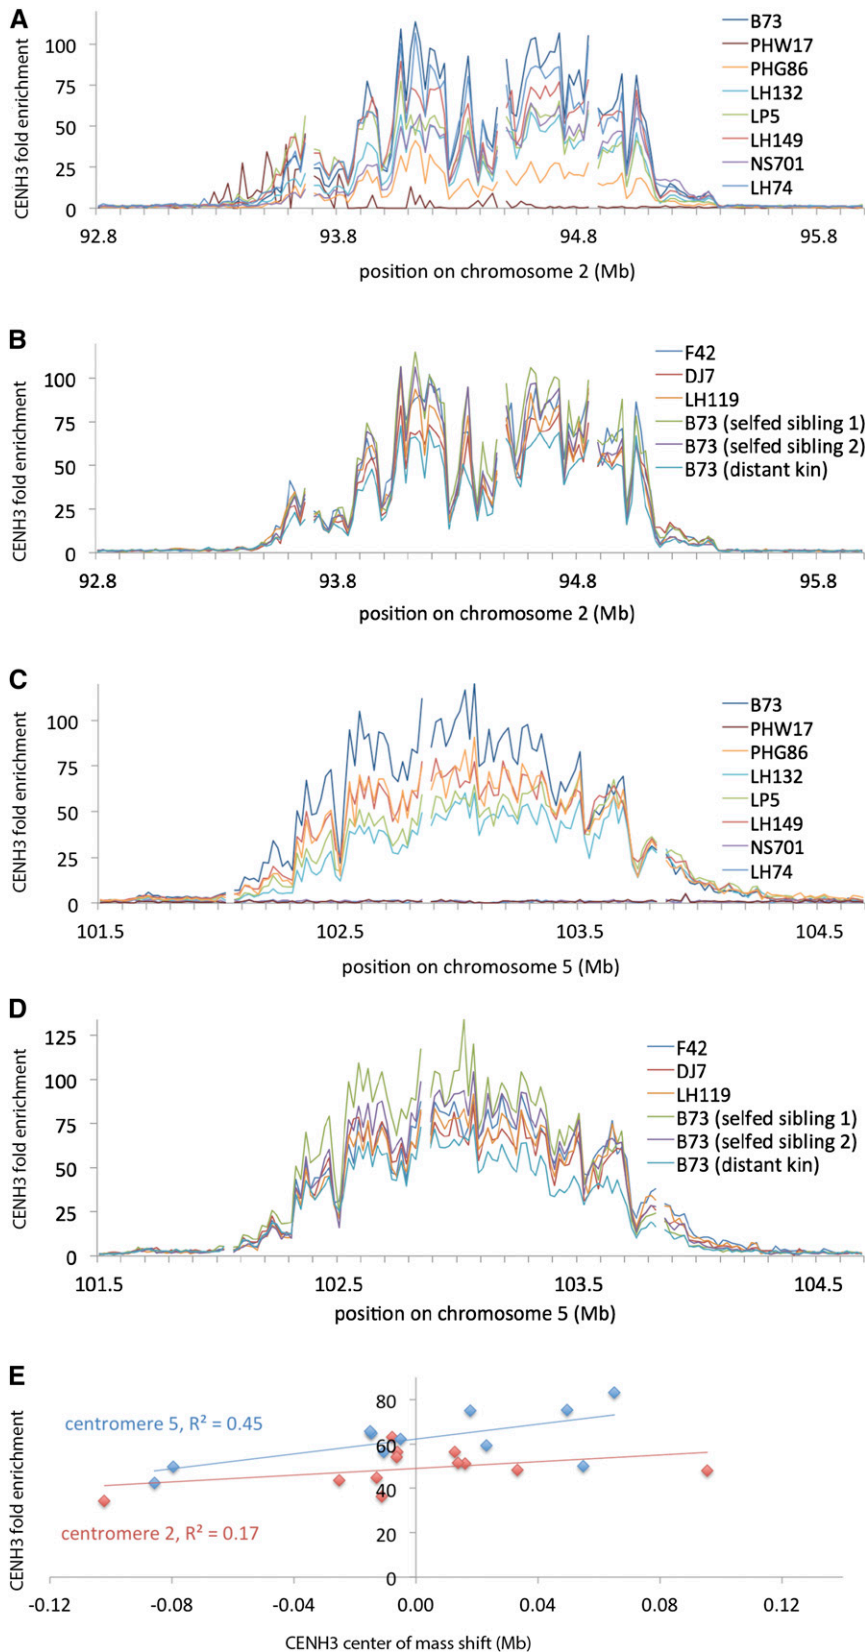 A
CENH3 fold enrichment
100
75
50
25
0
92.8 93.8 94.8 95.8
position on chromosome 2 (Mb)
B73
PHW17
PHG86
LH132
LP5
LH149
NS701
LH74
B
CENH3 fold enrichment
100
75
50
25
0
92.8 93.8 94.8 95.8
position on chromosome 2 (Mb)
F42
DJ7
LH119
B73 (selfed sibling 1)
B73 (selfed sibling 2)
B73 (distant kin)
C
CENH3 fold enrichment
100
75
50
25
0
101.5 102.5 103.5 104.5
position on chromosome 5 (Mb)
B73
PHW17
PHG86
LH132
LP5
LH149
NS701
LH74
D
CENH3 fold enrichment
125
100
75
50
25
0
101.5 102.5 103.5 104.5
position on chromosome 5 (Mb)
F42
DJ7
LH119
B73 (selfed sibling 1)
B73 (selfed sibling 2)
B73 (distant kin)
E
CENH3 fold enrichment
80
60
40
20
0
centromere 5, R² = 0.45
centromere 2, R² = 0.17
-0.12 -0.08 -0.04 0.00 0.04 0.08 0.12
CENH3 center of mass shift (Mb)